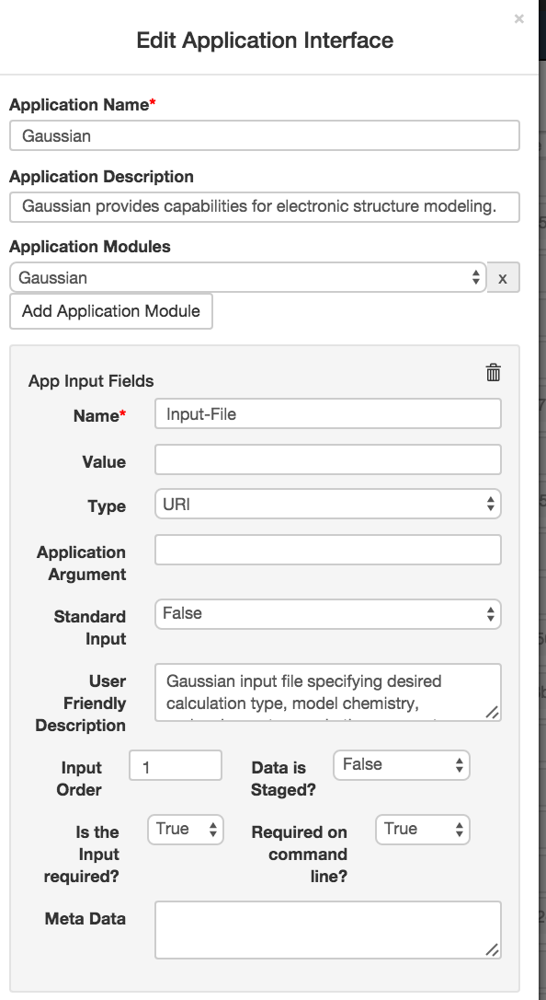 ×
Edit Application Interface
Application Name*
Gaussian
Application Description
Gaussian provides capabilities for electronic structure modeling.
Application Modules
Gaussian
x
Add Application Module
App Input Fields
Name*
Input-File
Value
Type
URI
Application
Argument
Standard
Input
False
User
Friendly
Description
Gaussian input file specifying desired
calculation type, model chemistry,
Input
Order
1
Data is
Staged?
False
Is the
Input
required?
True
Required on
command
line?
True
Meta Data